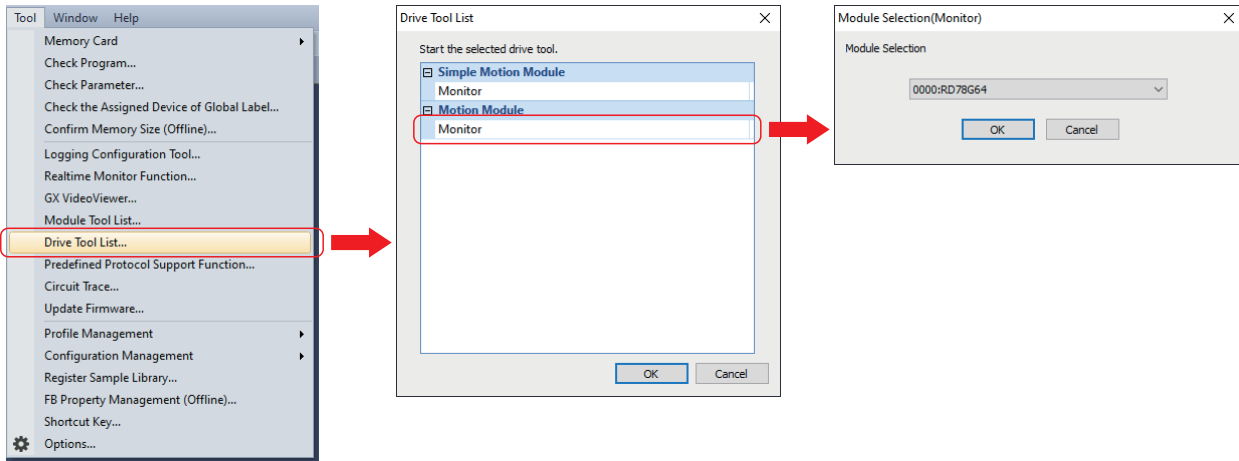 Tool Window Help
Memory Card
Check Program...
Check Parameter...
Check the Assigned Device of Global Label...
Confirm Memory Size (Offline)...
Logging Configuration Tool...
Realtime Monitor Function...
GX VideoViewer...
Module Tool List...
Drive Tool List...
Predefined Protocol Support Function...
Circuit Trace...
Update Firmware...
Profile Management
Configuration Management
Register Sample Library...
FB Property Management (Offline)...
Shortcut Key...
Options...
Drive Tool List
Start the selected drive tool.
Simple Motion Module
Monitor
Motion Module
Monitor
OK Cancel
Module Selection(Monitor)
Module Selection
0000:RD78G64
OK Cancel